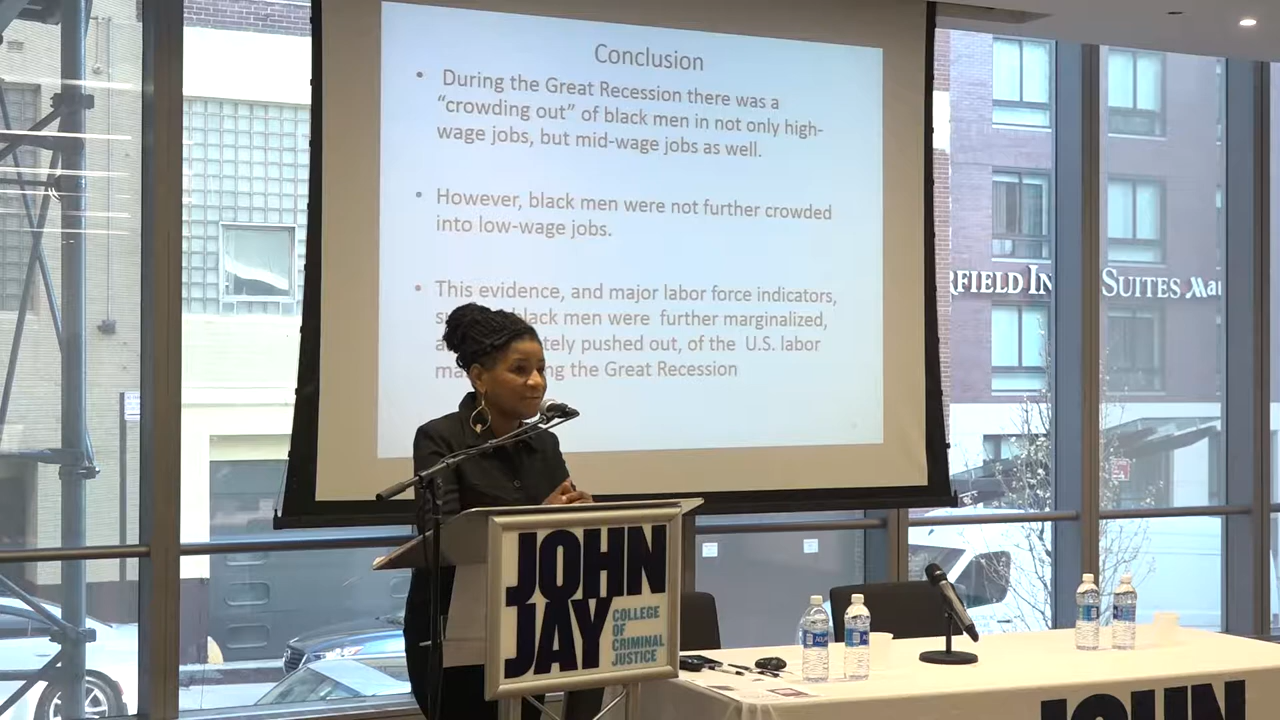 Conclusion
• During the Great Recession there was a
“crowding out” of black men in not only high-
wage jobs, but mid-wage jobs as well.
• However, black men were not further crowded
into low-wage jobs.
• This evidence, and major labor force indicators,
black men were further marginalized,
pushed out, of the U.S. labor
the Great Recession
RFIELD IN
SUITES
JOHN
JAY
COLLEGE
OF
CRIMINAL
JUSTICE
JOHN